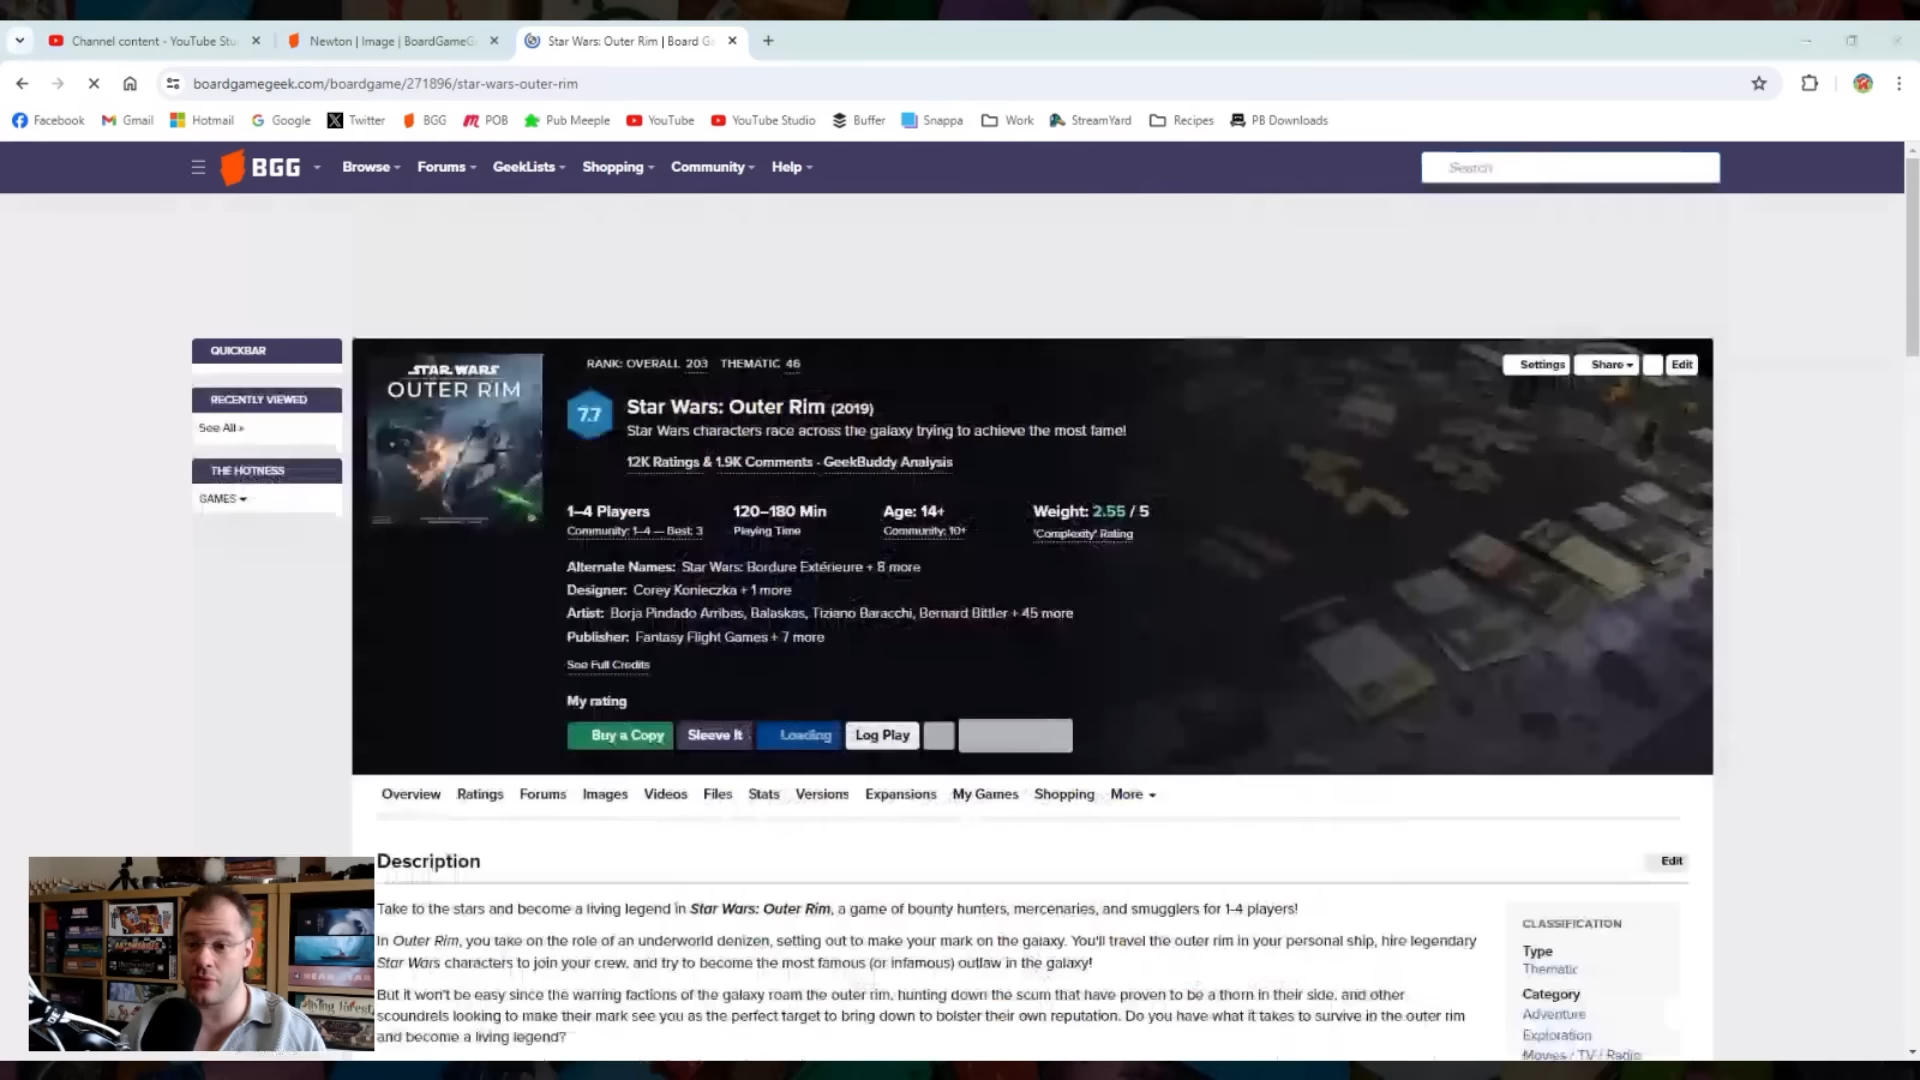 Channel content - YouTube Stu
Newton | Image | BoardGameG
Star Wars: Outer Rim | Board Ga
boardgamegeek.com/boardgame/271896/star-wars-outer-rim
Facebook Gmail Hotmail Google Twitter BGG POB Pub Meeple YouTube YouTube Studio Buffer Snappa Work StreamYard Recipes PB Downloads
BGG Browse Forums GeekLists Shopping Community Help Search
QUICKBAR
RECENTLY VIEWED
See All »
THE HOTNESS
GAMES
STAR WARS
OUTER RIM
RANK: OVERALL 203 THEMATIC 46
Settings Share Edit
7.7
Star Wars: Outer Rim (2019)
Star Wars characters race across the galaxy trying to achieve the most fame!
12K Ratings & 1.9K Comments · GeekBuddy Analysis
1–4 Players 120–180 Min Age: 14+ Weight: 2.55 / 5
Community: 1–4 — Best: 3 Playing Time Community: 10+ 'Complexity' Rating
Alternate Names: Star Wars: Bordure Extérieure + 8 more
Designer: Corey Konieczka + 1 more
Artist: Borja Pindado Arribas, Balaskas, Tiziano Baracchi, Bernard Bittler + 45 more
Publisher: Fantasy Flight Games + 7 more
See Full Credits
My rating
Buy a Copy Sleeve It Loading Log Play
Overview Ratings Forums Images Videos Files Stats Versions Expansions My Games Shopping More
Description
Edit
Take to the stars and become a living legend in Star Wars: Outer Rim, a game of bounty hunters, mercenaries, and smugglers for 1-4 players!
In Outer Rim, you take on the role of an underworld denizen, setting out to make your mark on the galaxy. You'll travel the outer rim in your personal ship, hire legendary
Star Wars characters to join your crew, and try to become the most famous (or infamous) outlaw in the galaxy!
But it won't be easy since the warring factions of the galaxy roam the outer rim, hunting down the scum that have proven to be a thorn in their side, and other
scoundrels looking to make their mark see you as the perfect target to bring down to bolster their own reputation. Do you have what it takes to survive in the outer rim
and become a living legend?
CLASSIFICATION
Type
Thematic
Category
Adventure
Exploration
Movies / TV / Radio